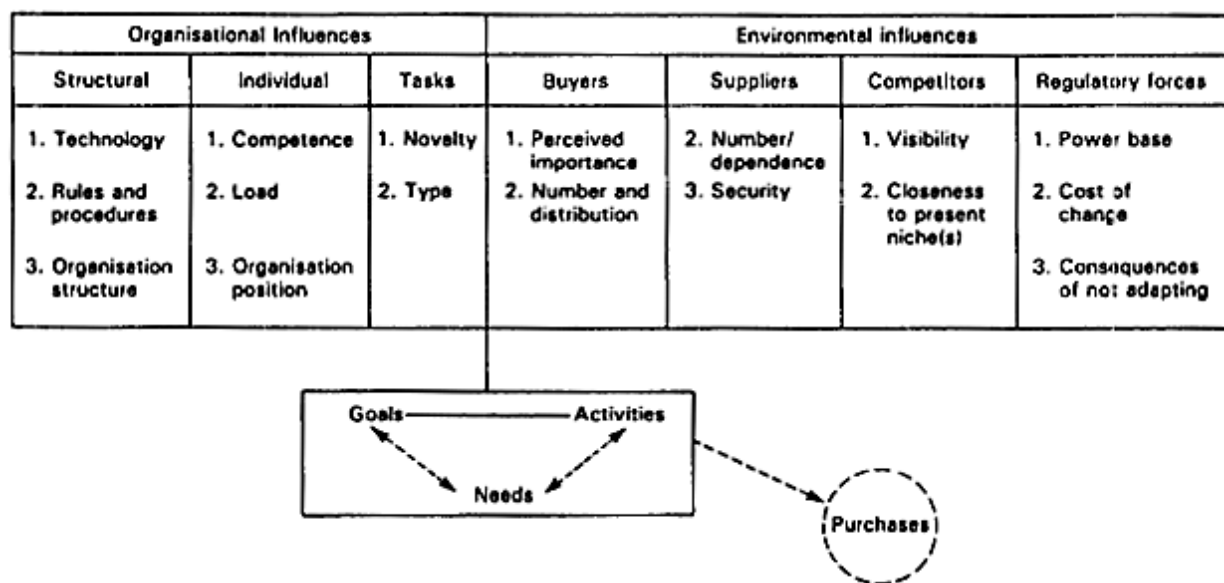 Organisational Influences
Environmental influences
Structural
Individual
Tasks
Buyers
Suppliers
Competitors
Regulatory forces
1. Technology
2. Rules and
procedures
3. Organisation
structure
1. Competence
2. Load
3. Organisation
position
1. Novelty
2. Type
1. Perceived
importance
2. Number and
distribution
2. Number/
dependence
3. Security
1. Visibility
2. Closeness
to present
niche(s)
1. Power base
2. Cost of
change
3. Consequences
of not adapting
Goals
Activities
Needs
Purchases